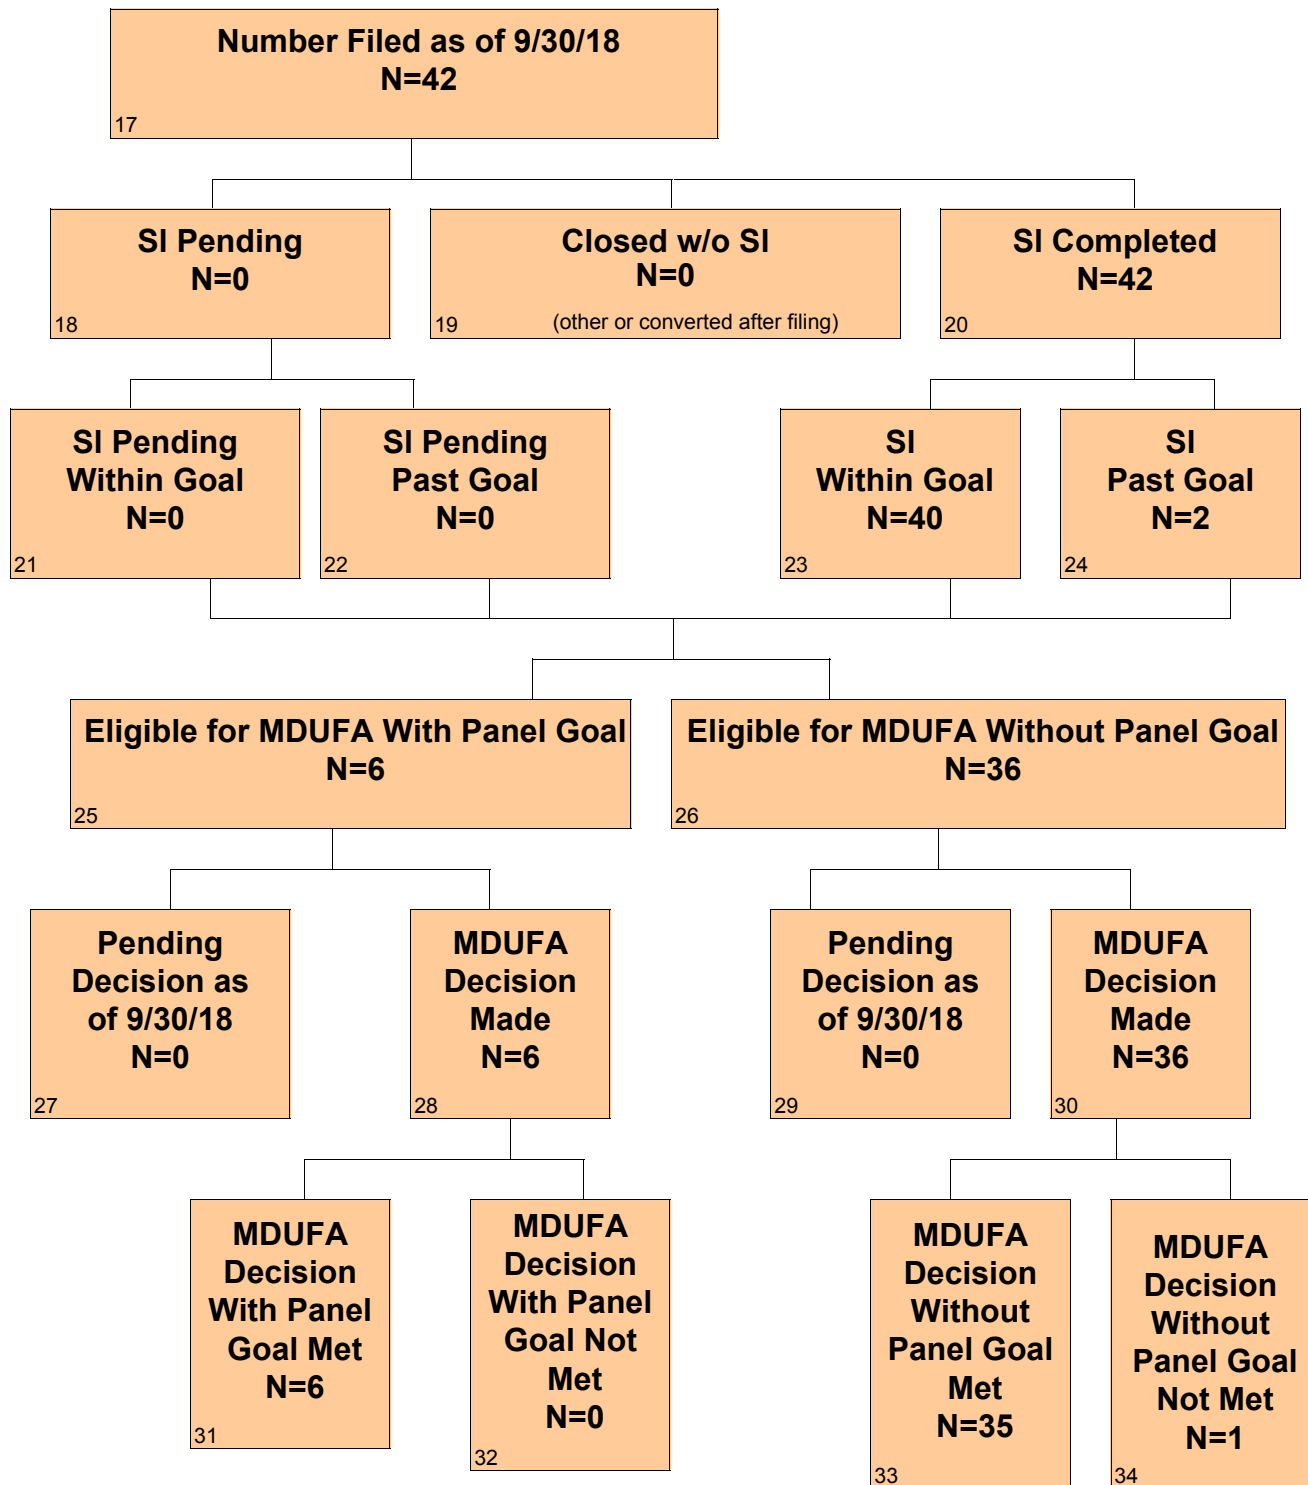 Number Filed as of 9/30/18
N=42
17
SI Pending
N=0
18
Closed w/o SI
N=0
(other or converted after filing)
19
SI Completed
N=42
20
SI Pending
Within Goal
N=0
21
SI Pending
Past Goal
N=0
22
SI
Within Goal
N=40
23
SI
Past Goal
N=2
24
Eligible for MDUFA With Panel Goal
N=6
25
Eligible for MDUFA Without Panel Goal
N=36
26
Pending
Decision as
of 9/30/18
N=0
27
MDUFA
Decision
Made
N=6
28
Pending
Decision as
of 9/30/18
N=0
29
MDUFA
Decision
Made
N=36
30
MDUFA
Decision
With Panel
Goal Met
N=6
31
MDUFA
Decision
With Panel
Goal Not
Met
N=0
32
MDUFA
Decision
Without
Panel Goal
Met
N=35
33
MDUFA
Decision
Without
Panel Goal
Not Met
N=1
34